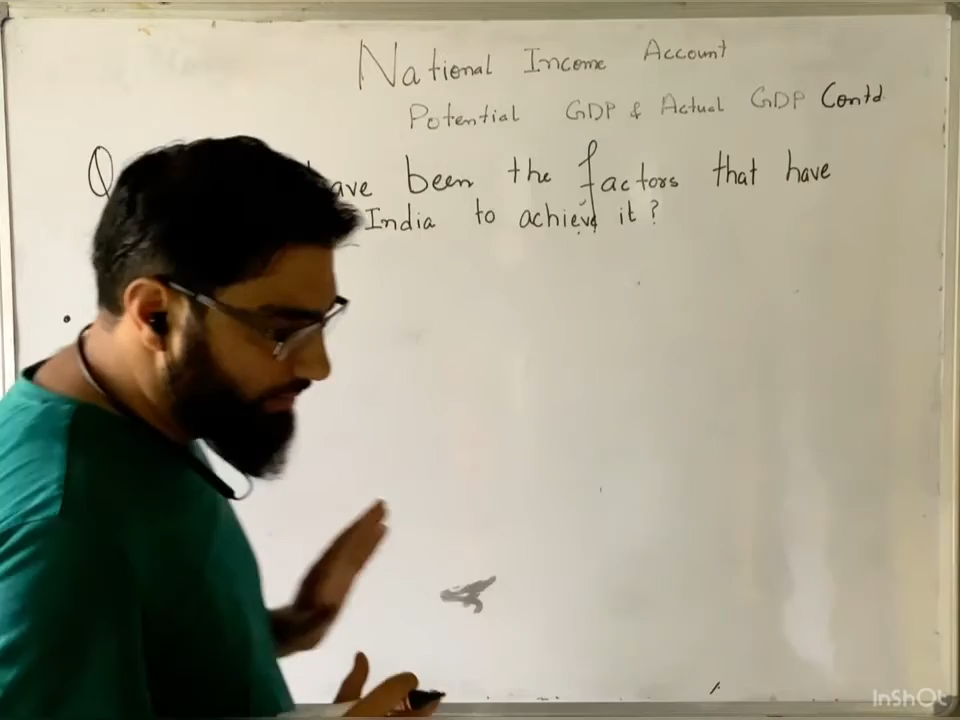 National Income Account
Potential GDP & Actual GDP Contd
Q ave been the factors that have
India to achieve it ?
InShOt